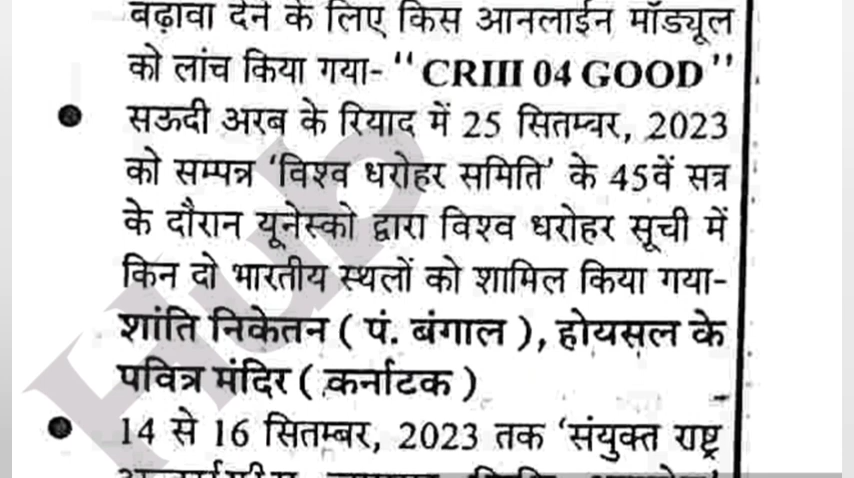 बढ़ावा देने के लिए किस आनलाईन मॉड्यूल
को लांच किया गया- "CRIII 04 GOOD"
● सऊदी अरब के रियाद में 25 सितम्बर, 2023
को सम्पन्न 'विश्व धरोहर समिति' के 45वें सत्र
के दौरान यूनेस्को द्वारा विश्व धरोहर सूची में
किन दो भारतीय स्थलों को शामिल किया गया-
शांति निकेतन ( पं. बंगाल ), होयसल के
पवित्र मंदिर ( कर्नाटक )
● 14 से 16 सितम्बर, 2023 तक 'संयुक्त राष्ट्र
Hub